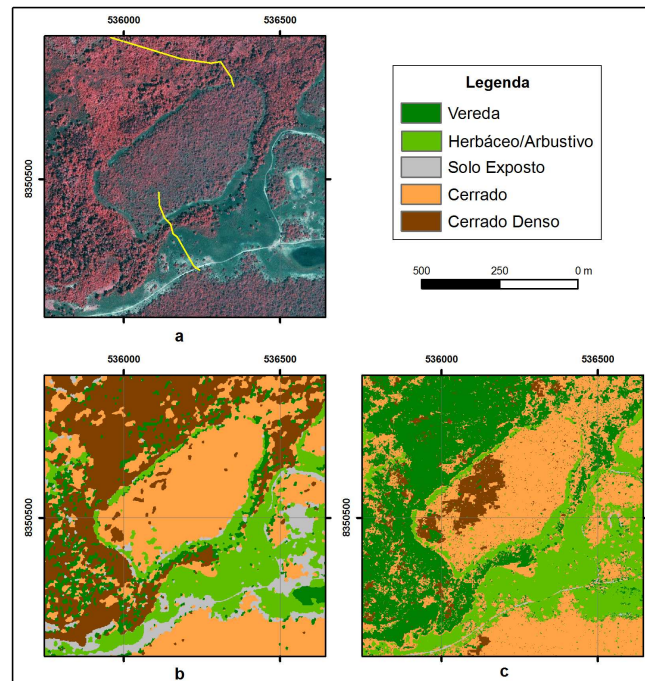 536000 536500
8350500
a
Legenda
Vereda
Herbáceo/Arbustivo
Solo Exposto
Cerrado
Cerrado Denso
500 250 0 m
536000 536500
8350500
b
536000 536500
8350500
c